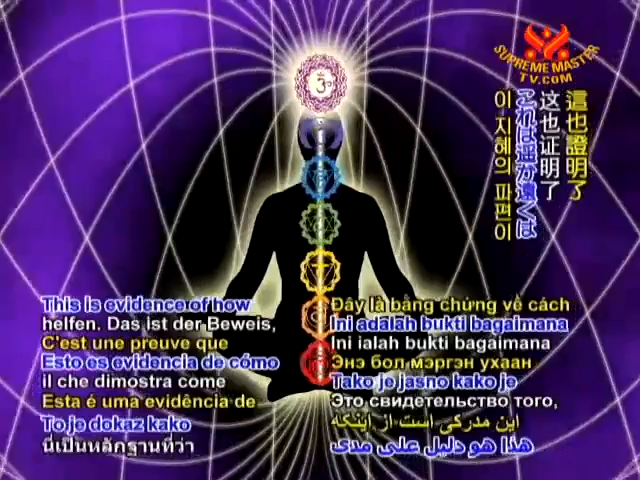 SUPREME MASTER
TV.COM
這也證明了
这也证明了
これは遥か遠くは
이 지혜의 파편이
This is evidence of how
helfen. Das ist der Beweis,
C'est une preuve que
Esto es evidencia de cómo
il che dimostra come
Esta é uma evidência de
To je dokaz kako
นี่เป็นหลักฐานที่ว่า
Đây là bằng chứng về cách
Ini adalah bukti bagaimana
Ini ialah bukti bagaimana
Энэ бол мэргэн ухаан
Tako je jasno kako je
Это свидетельство того,
این مدرکی است از اینکه
هذا هو دليل على مدى